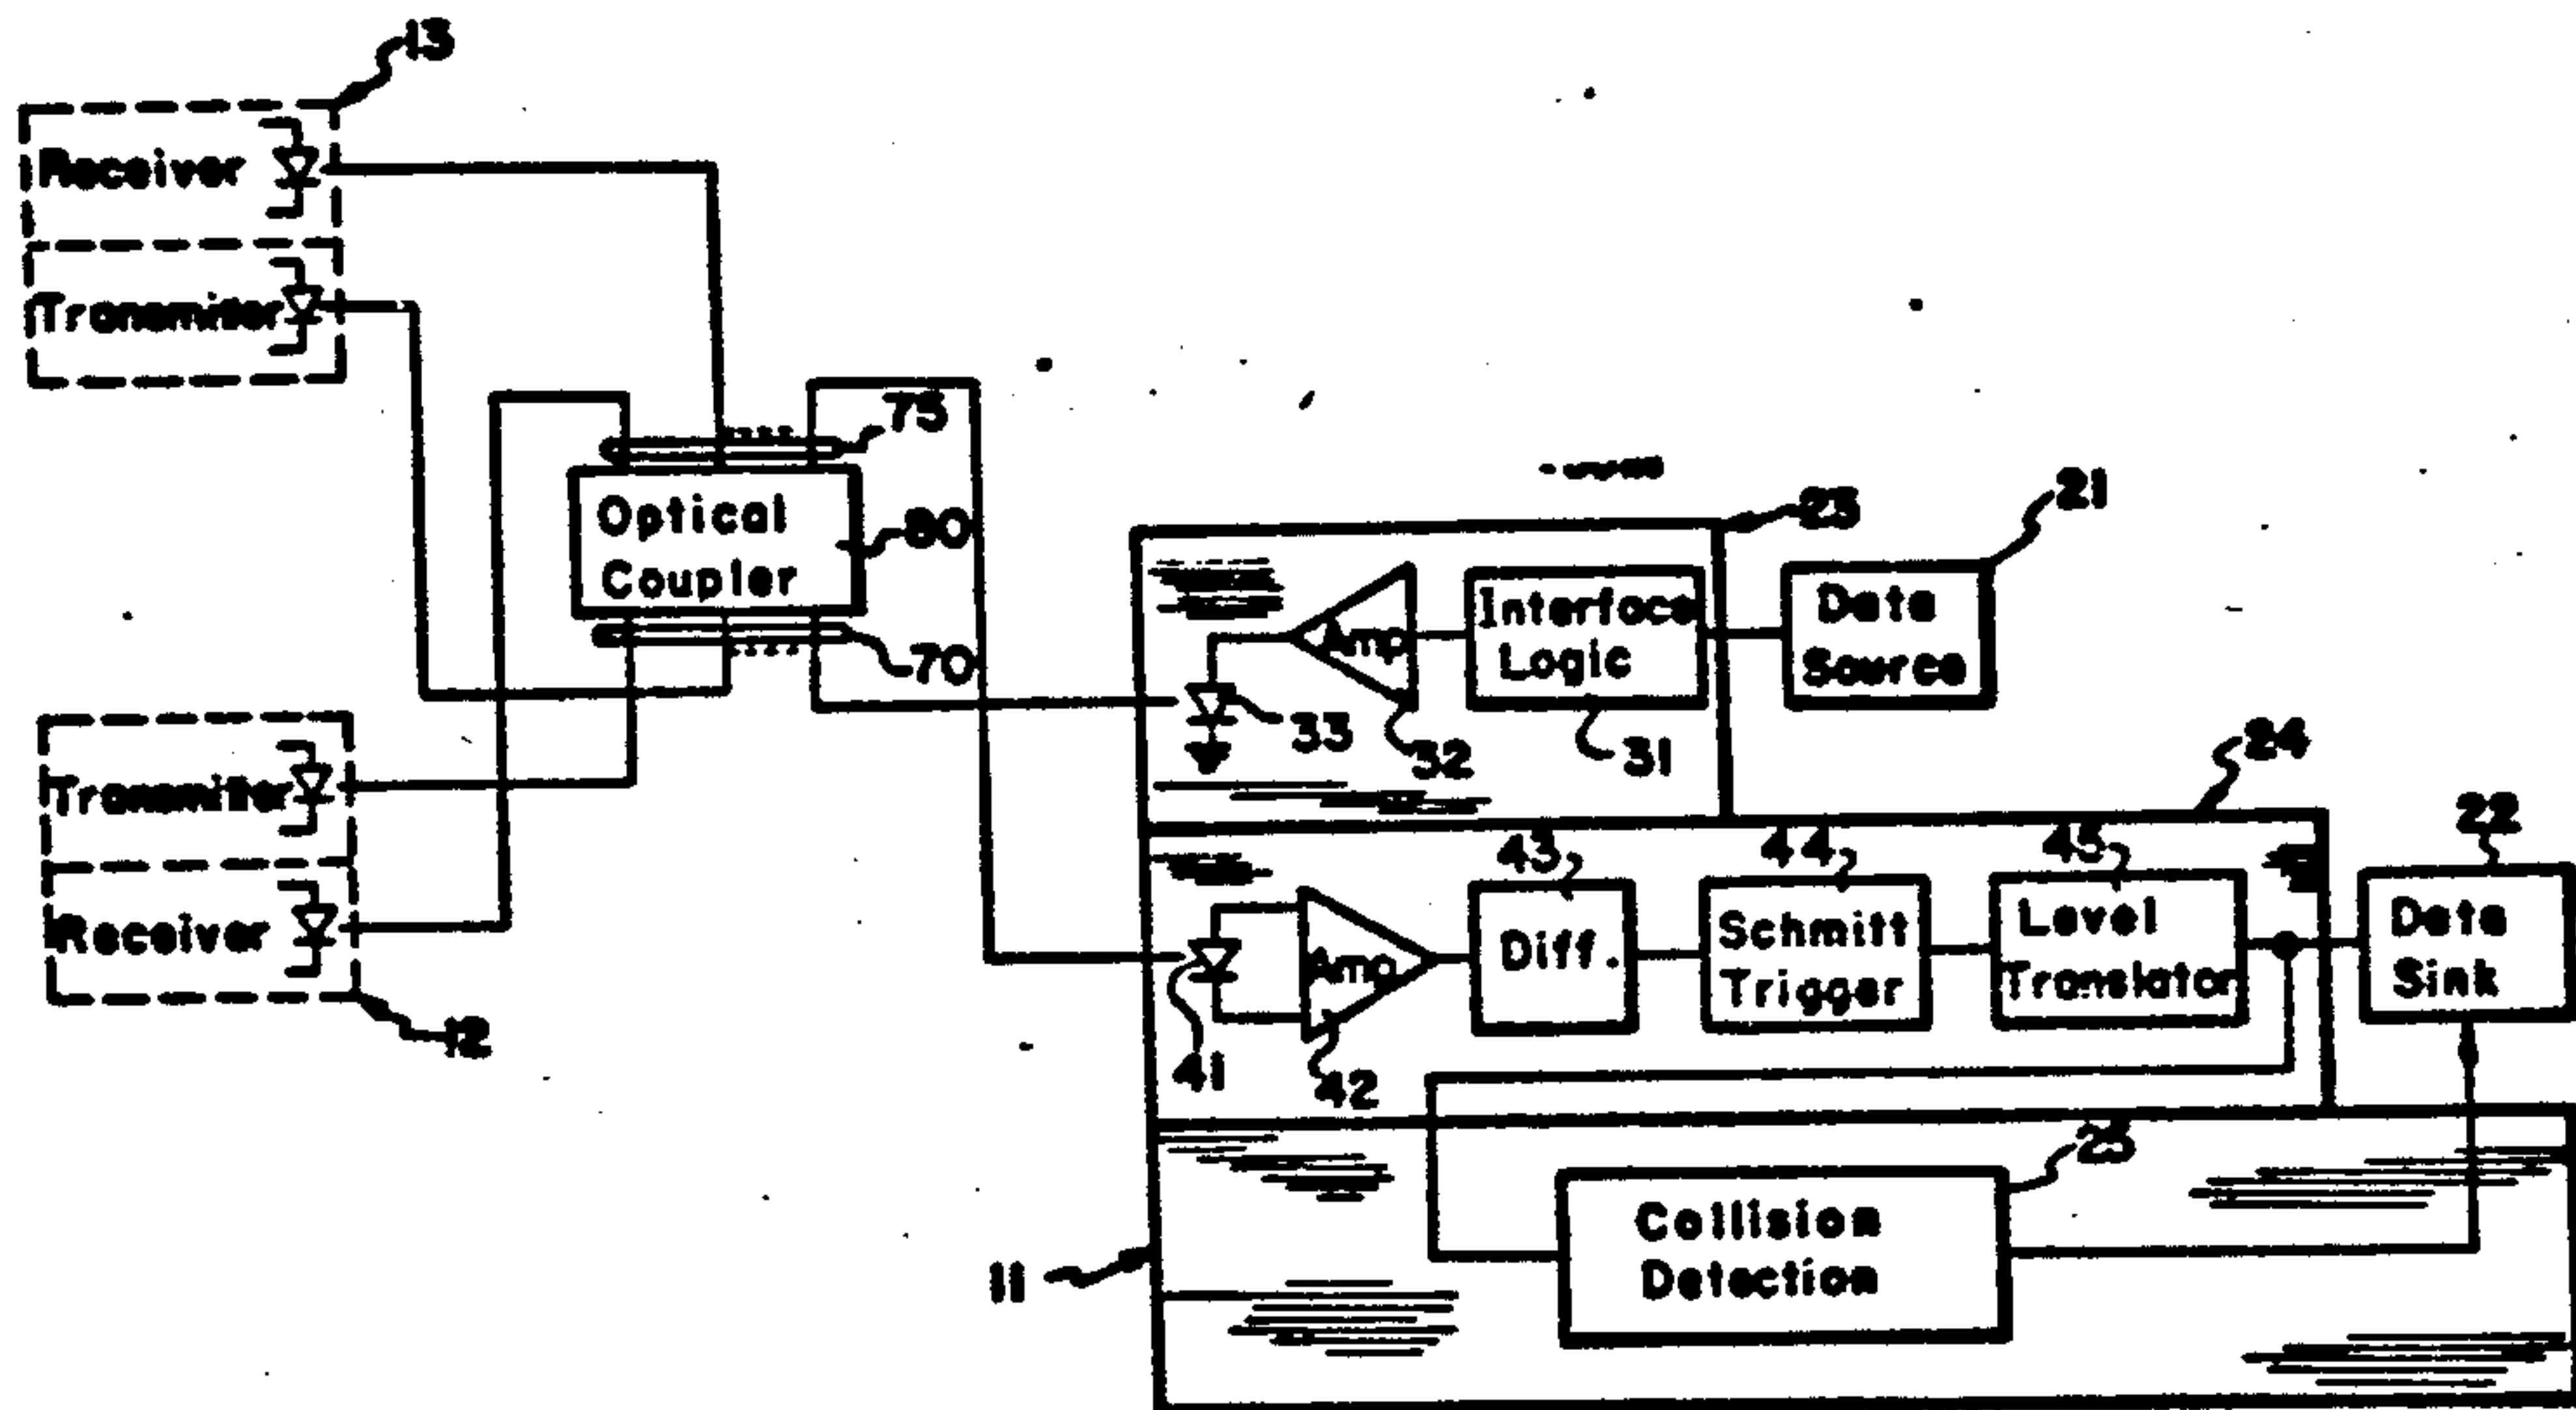 13
Receiver
Transmitter
75
Optical
Coupler
80
70
Transmitter
Receiver
12
23
21
Amp
Interface
Logic
Data
Source
33
32
31
24
22
43
44
45
Amp
Diff.
Schmitt
Trigger
Level
Translator
Data
Sink
41
42
25
Collision
Detection
11